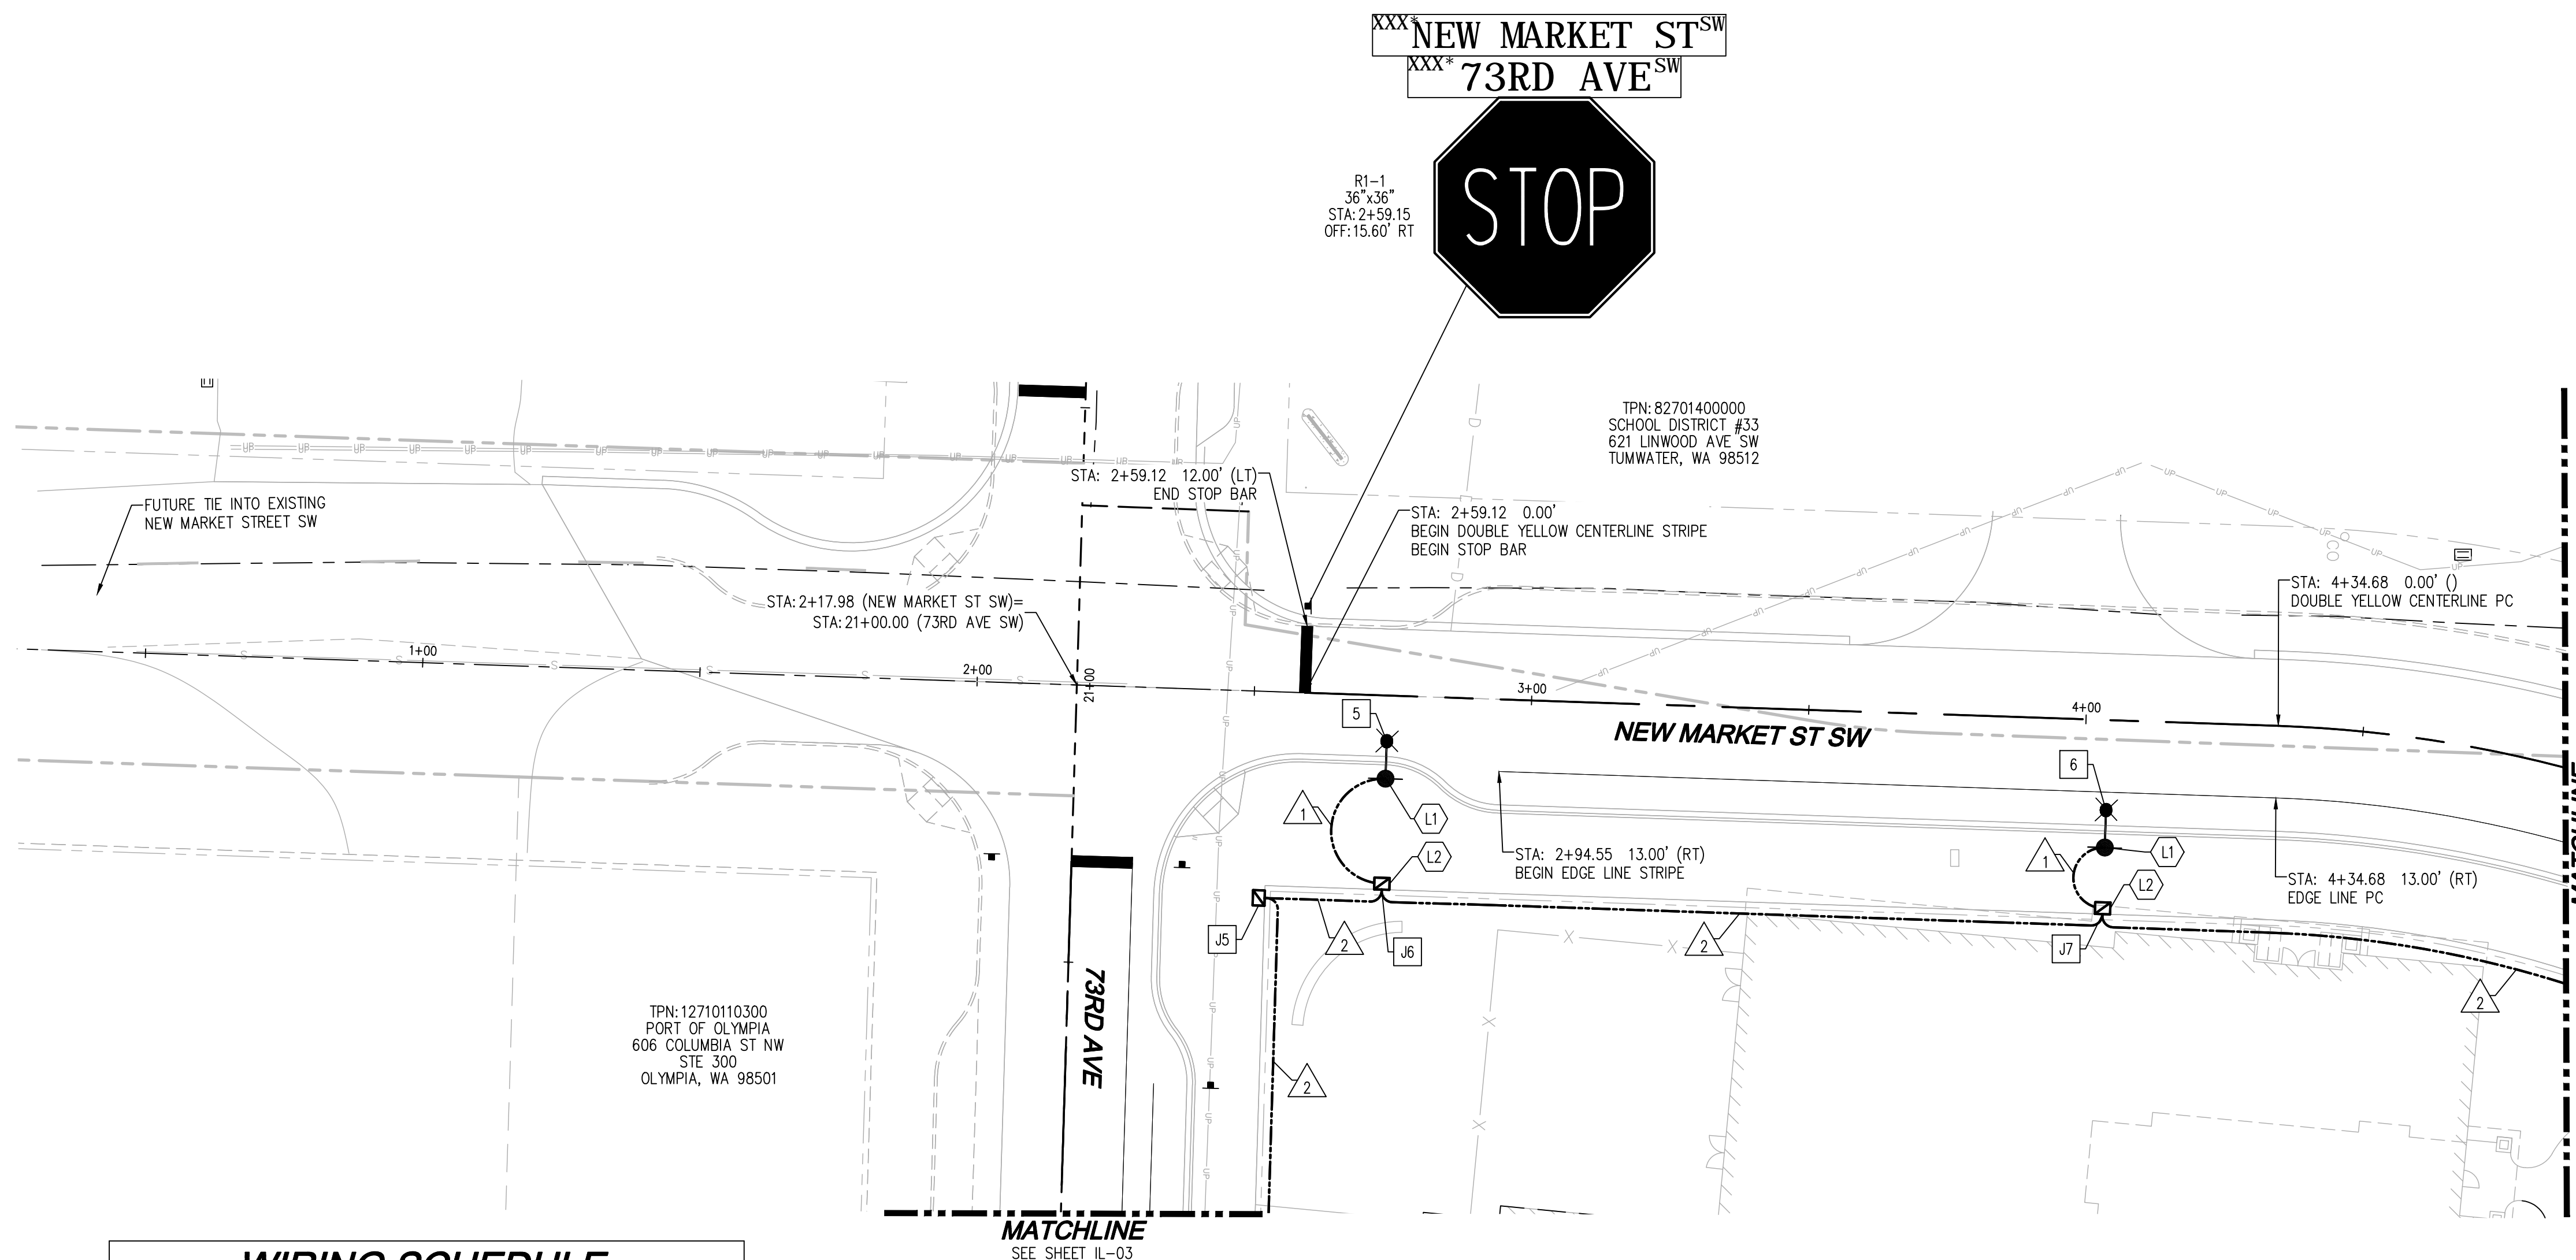 XXX* NEW MARKET ST SW
XXX* 73RD AVE SW
STOP
R1-1
36"x36"
STA:2+59.15
OFF:15.60' RT
TPN:82701400000
SCHOOL DISTRICT #33
621 LINWOOD AVE SW
TUMWATER, WA 98512
STA: 2+59.12 12.00' (LT)
END STOP BAR
FUTURE TIE INTO EXISTING
NEW MARKET STREET SW
STA: 2+59.12 0.00'
BEGIN DOUBLE YELLOW CENTERLINE STRIPE
BEGIN STOP BAR
STA: 4+34.68 0.00' ()
DOUBLE YELLOW CENTERLINE PC
STA:2+17.98 (NEW MARKET ST SW)=
STA:21+00.00 (73RD AVE SW)
1+00
2+00
21+00
3+00
4+00
NEW MARKET ST SW
5
6
1
L1
L2
1
L1
L2
STA: 2+94.55 13.00' (RT)
BEGIN EDGE LINE STRIPE
STA: 4+34.68 13.00' (RT)
EDGE LINE PC
J5
2
J6
2
J7
2
2
73RD AVE
TPN:12710110300
PORT OF OLYMPIA
606 COLUMBIA ST NW
STE 300
OLYMPIA, WA 98501
MATCHLINE
SEE SHEET IL-03
WIRING SCHEDULE